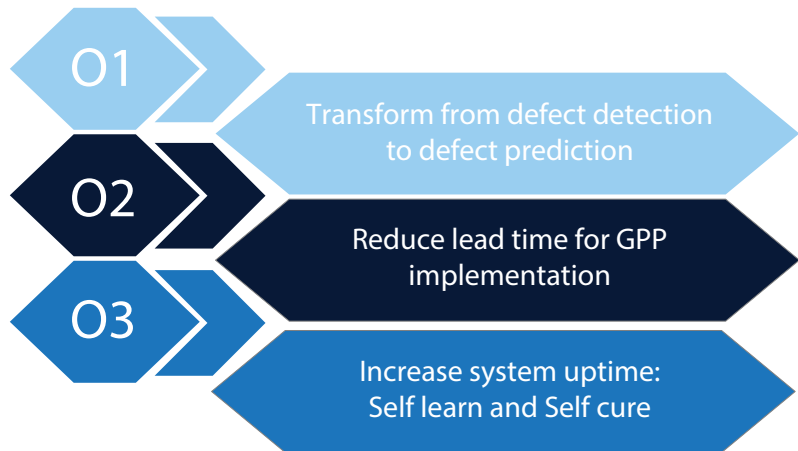 O1
Transform from defect detection
to defect prediction
O2
Reduce lead time for GPP
implementation
O3
Increase system uptime:
Self learn and Self cure